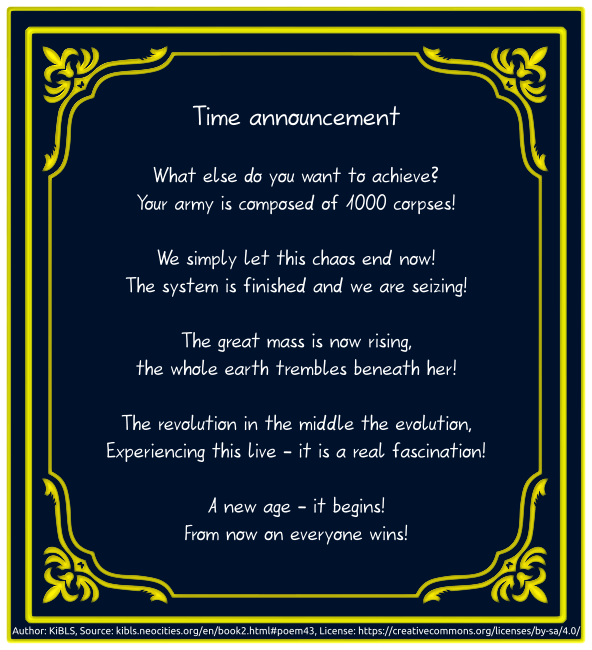 Time announcement
What else do you want to achieve?
Your army is composed of 1000 corpses!
We simply let this chaos end now!
The system is finished and we are seizing!
The great mass is now rising,
the whole earth trembles beneath her!
The revolution in the middle the evolution,
Experiencing this live – it is a real fascination!
A new age – it begins!
From now on everyone wins!
Author: KiBLS, Source: kibls.neocities.org/en/book2.html#poem43, License: https://creativecommons.org/licenses/by-sa/4.0/